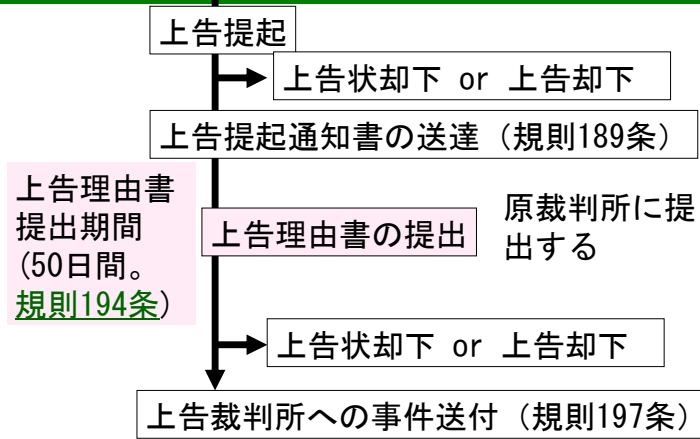 上告提起
上告状却下 or 上告却下
上告提起通知書の送達（規則189条）
上告理由書
提出期間
(50日間。
規則194条)
上告理由書の提出
原裁判所に提
出する
上告状却下 or 上告却下
上告裁判所への事件送付（規則197条）